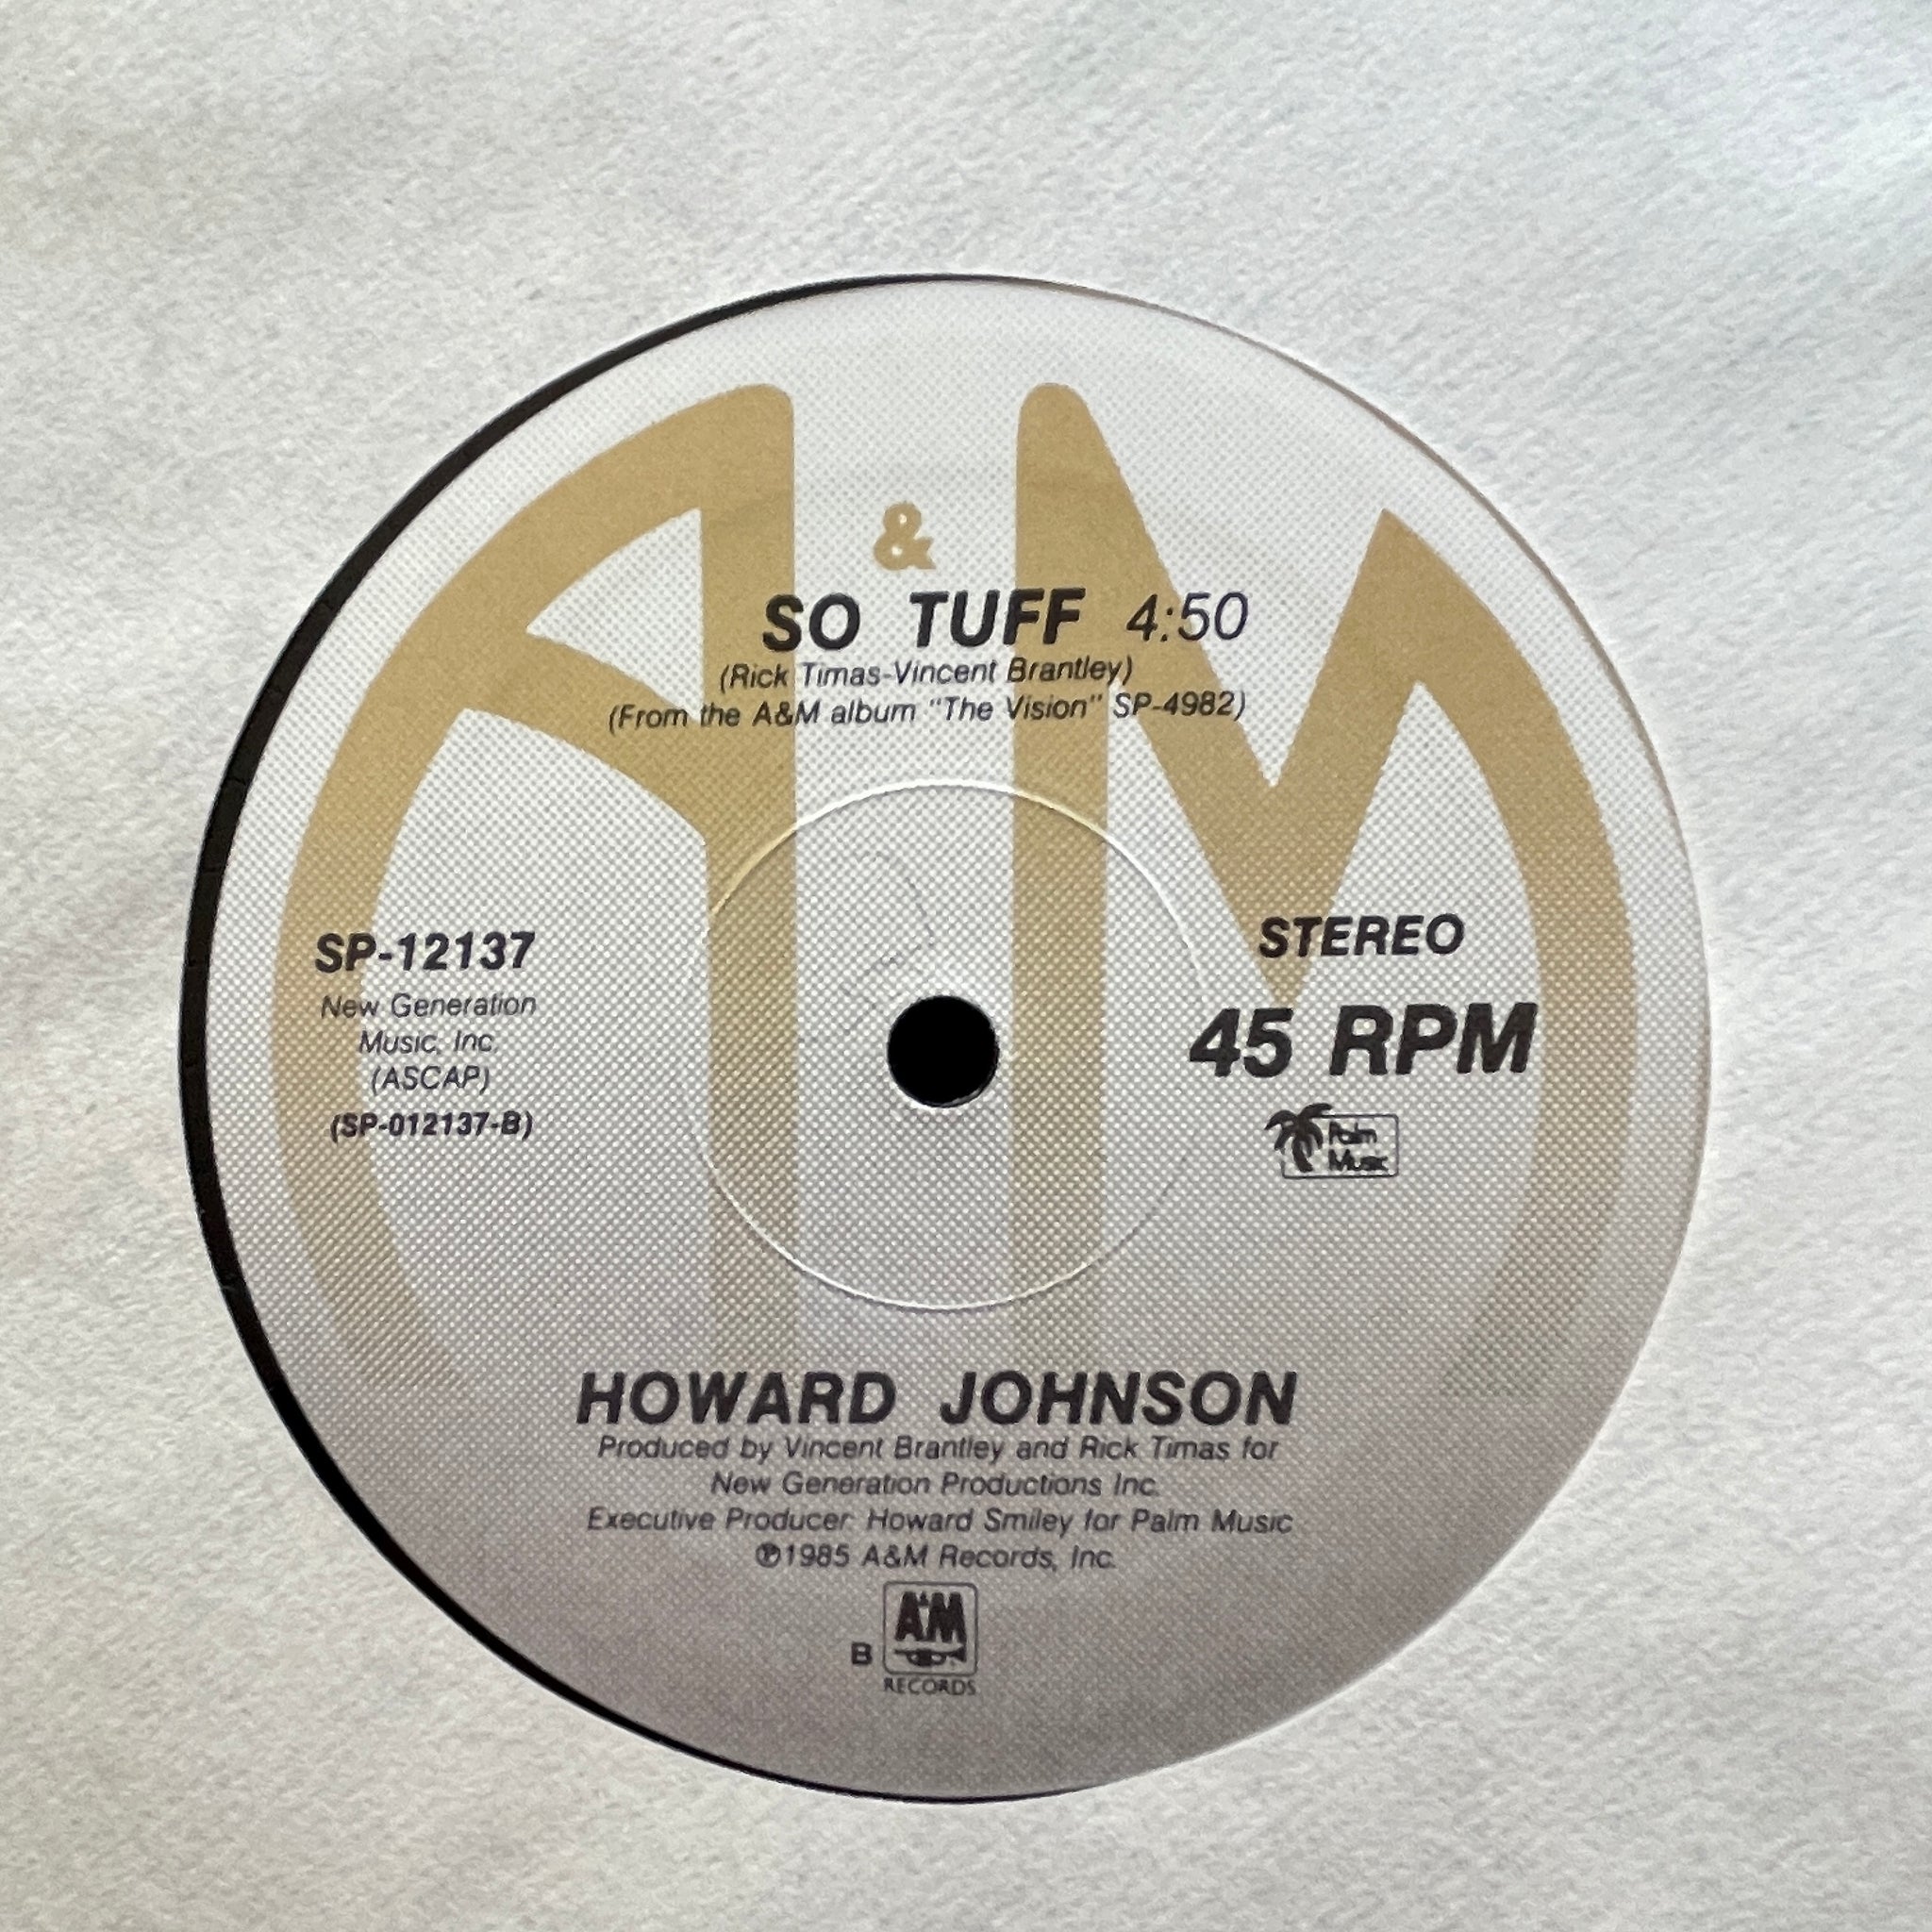 A & M
SO TUFF 4:50
(Rick Timas-Vincent Brantley)
(From the A&M album "The Vision" SP-4982)
SP-12137
New Generation
Music, Inc.
(ASCAP)
(SP-012137-B)
STEREO
45 RPM
Palm
Music
HOWARD JOHNSON
Produced by Vincent Brantley and Rick Timas for
New Generation Productions Inc.
Executive Producer: Howard Smiley for Palm Music
℗1985 A&M Records, Inc.
B
A&M
RECORDS